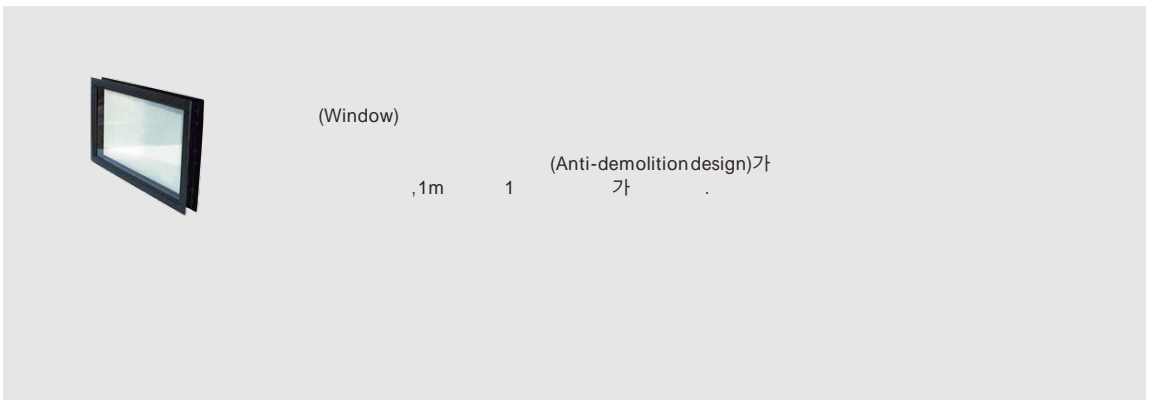 (Window)
(Anti-demolition design)가
,1m 1 가 .